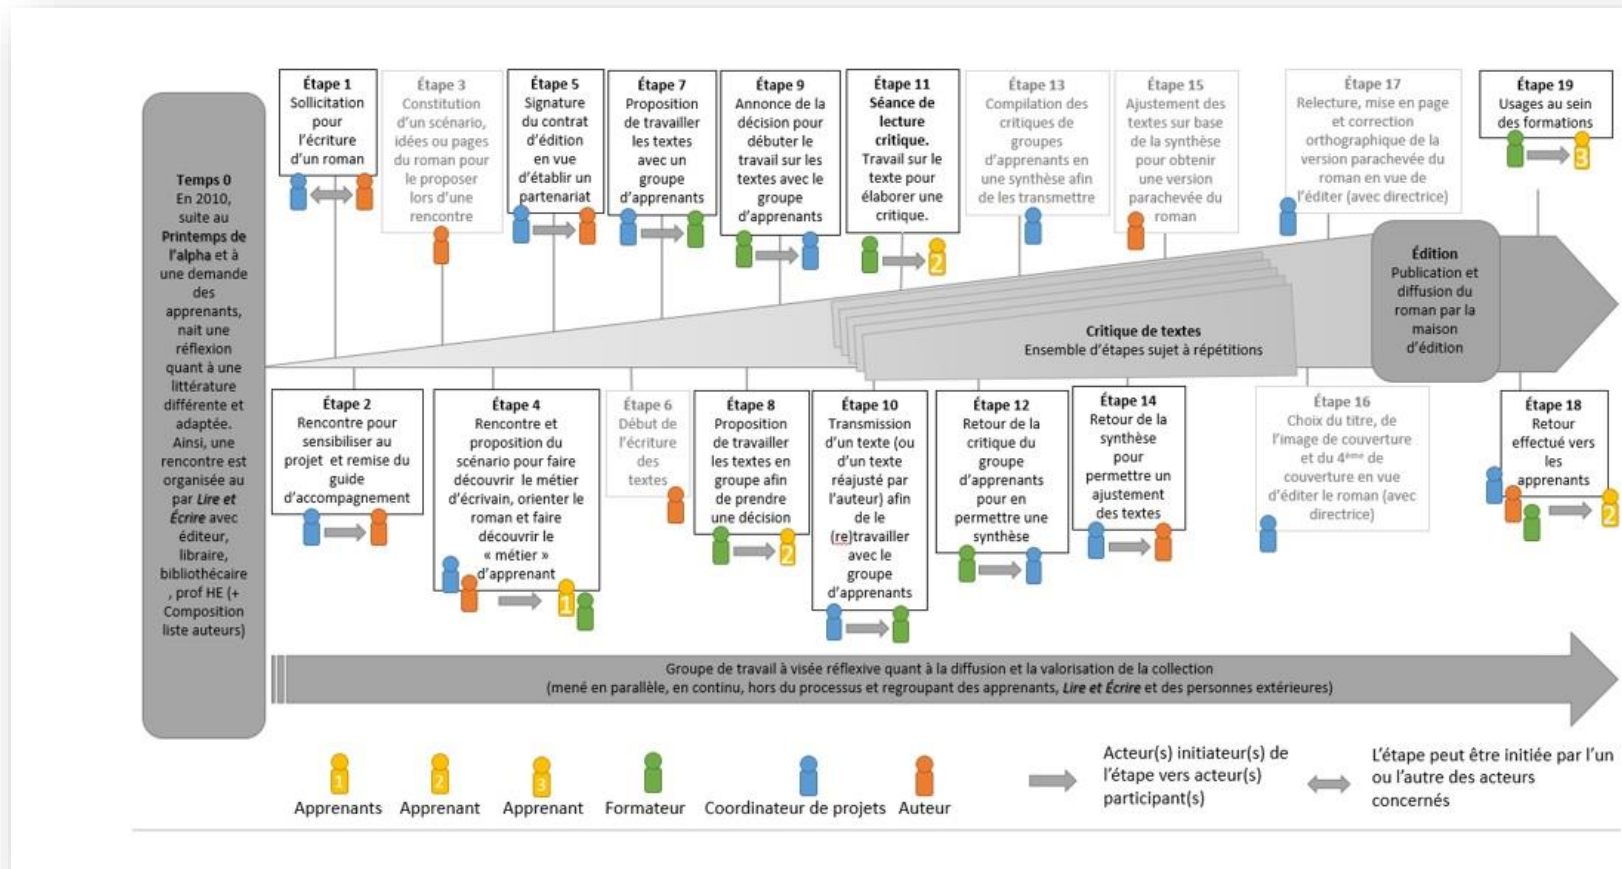 Étape 1
Sollicitation
pour
l'écriture
d'un roman
Étape 3
Constitution
d'un scénario,
idées ou pages
du roman pour
le proposer
lors d'une
rencontre
Étape 5
Signature
du contrat
d'édition
en vue
d'établir un
partenariat
Étape 7
Proposition
de travailler
les textes
avec un
groupe
d'apprenants
Étape 9
Annonce de la
décision pour
débuter le
travail sur les
textes avec le
groupe
d'apprenants
Étape 11
Séance de
lecture
critique.
Travail sur le
texte pour
élaborer une
critique.
2
Étape 13
Compilation des
critiques de
groupes
d'apprenants en
une synthèse afin
de les transmettre
Étape 15
Ajustement des
textes sur base
de la synthèse
pour obtenir
une version
parachevée du
roman
Étape 17
Relecture, mise en page
et correction
orthographique de la
version parachevée du
roman en vue de
l'éditer (avec directrice)
Étape 19
Usages au sein
des formations
3
Temps 0
En 2010,
suite au
Printemps de
l'alpha et à
une demande
des
apprenants,
nait une
réflexion
quant à une
littérature
différente et
adaptée.
Ainsi, une
rencontre est
organisée au
par Lire et
Écrire avec
éditeur,
libraire,
bibliothécaire
, prof HE (+
Composition
liste auteurs)
Critique de textes
Ensemble d'étapes sujet à répétitions
Édition
Publication et
diffusion du
roman par la
maison
d'édition
Étape 2
Rencontre pour
sensibiliser au
projet et remise du
guide
d'accompagnement
Étape 4
Rencontre et
proposition du
scénario pour faire
découvrir le métier
d'écrivain, orienter le
roman et faire
découvrir le
« métier »
d'apprenant
1
Étape 6
Début de
l'écriture
des
textes
Étape 8
Proposition
de travailler
les textes en
groupe afin
de prendre
une décision
2
Étape 10
Transmission
d'un texte (ou
d'un texte
réajusté par
l'auteur) afin
de le
(re)travailler
avec le
groupe
d'apprenants
Étape 12
Retour de la
critique du
groupe
d'apprenants
pour en
permettre une
synthèse
Étape 14
Retour de la
synthèse
pour
permettre un
ajustement
des textes
Étape 16
Choix du titre, de
l'image de couverture
et du 4ème de
couverture en vue
d'éditer le roman (avec
directrice)
Étape 18
Retour
effectué vers
les
apprenants
2
Groupe de travail à visée réflexive quant à la diffusion et la valorisation de la collection
(mené en parallèle, en continu, hors du processus et regroupant des apprenants, Lire et Écrire et des personnes extérieures)
1
Apprenants
2
Apprenant
3
Apprenant
Formateur
Coordinateur de projets
Auteur
Acteur(s) initiateur(s) de
l'étape vers acteur(s)
participant(s)
L'étape peut être initiée par l'un
ou l'autre des acteurs
concernés